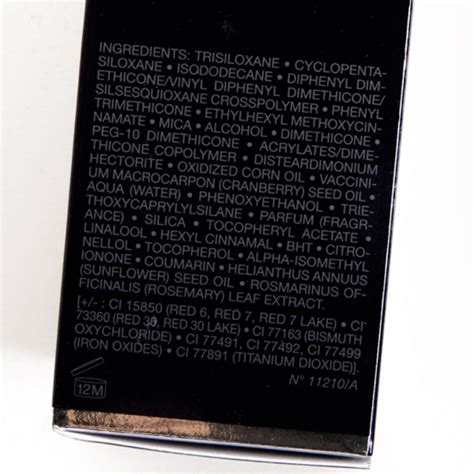 INGREDIENTS: TRISILOXANE • CYCLOPENTA-
SILOXANE • ISODODECANE • DIPHENYL DIM-
ETHICONE/VINYL DIPHENYL DIMETHICONE/
SILSESQUIOXANE CROSSPOLYMER • PHENYL
TRIMETHICONE • ETHYLHEXYL METHOXYCIN-
NAMATE • MICA • ALCOHOL • DIMETHICONE •
PEG-10 DIMETHICONE • ACRYLATES/DIME-
THICONE COPOLYMER • DISTEARDIMONIUM
HECTORITE • OXIDIZED CORN OIL • VACCINI-
UM MACROCARPON (CRANBERRY) SEED OIL •
AQUA (WATER) • PHENOXYETHANOL • TRIE-
THOXYCAPRYLYLSILANE • PARFUM (FRAGR-
ANCE) • SILICA • TOCOPHERYL ACETATE •
LINALOOL • HEXYL CINNAMAL • BHT • CITRO-
NELLOL • TOCOPHEROL • ALPHA-ISOMETHYL
IONONE • COUMARIN • HELIANTHUS ANNUUS
(SUNFLOWER) SEED OIL • ROSMARINUS OF-
FICINALIS (ROSEMARY) LEAF EXTRACT.
[+/- : CI 15850 (RED 6, RED 7, RED 7 LAKE) • CI
73360 (RED 30, RED 30 LAKE) • CI 77163 (BISMUTH
OXYCHLORIDE) • CI 77491, CI 77492, CI 77499
(IRON OXIDES) • CI 77891 (TITANIUM DIOXIDE)].
N° 11210/A
12M